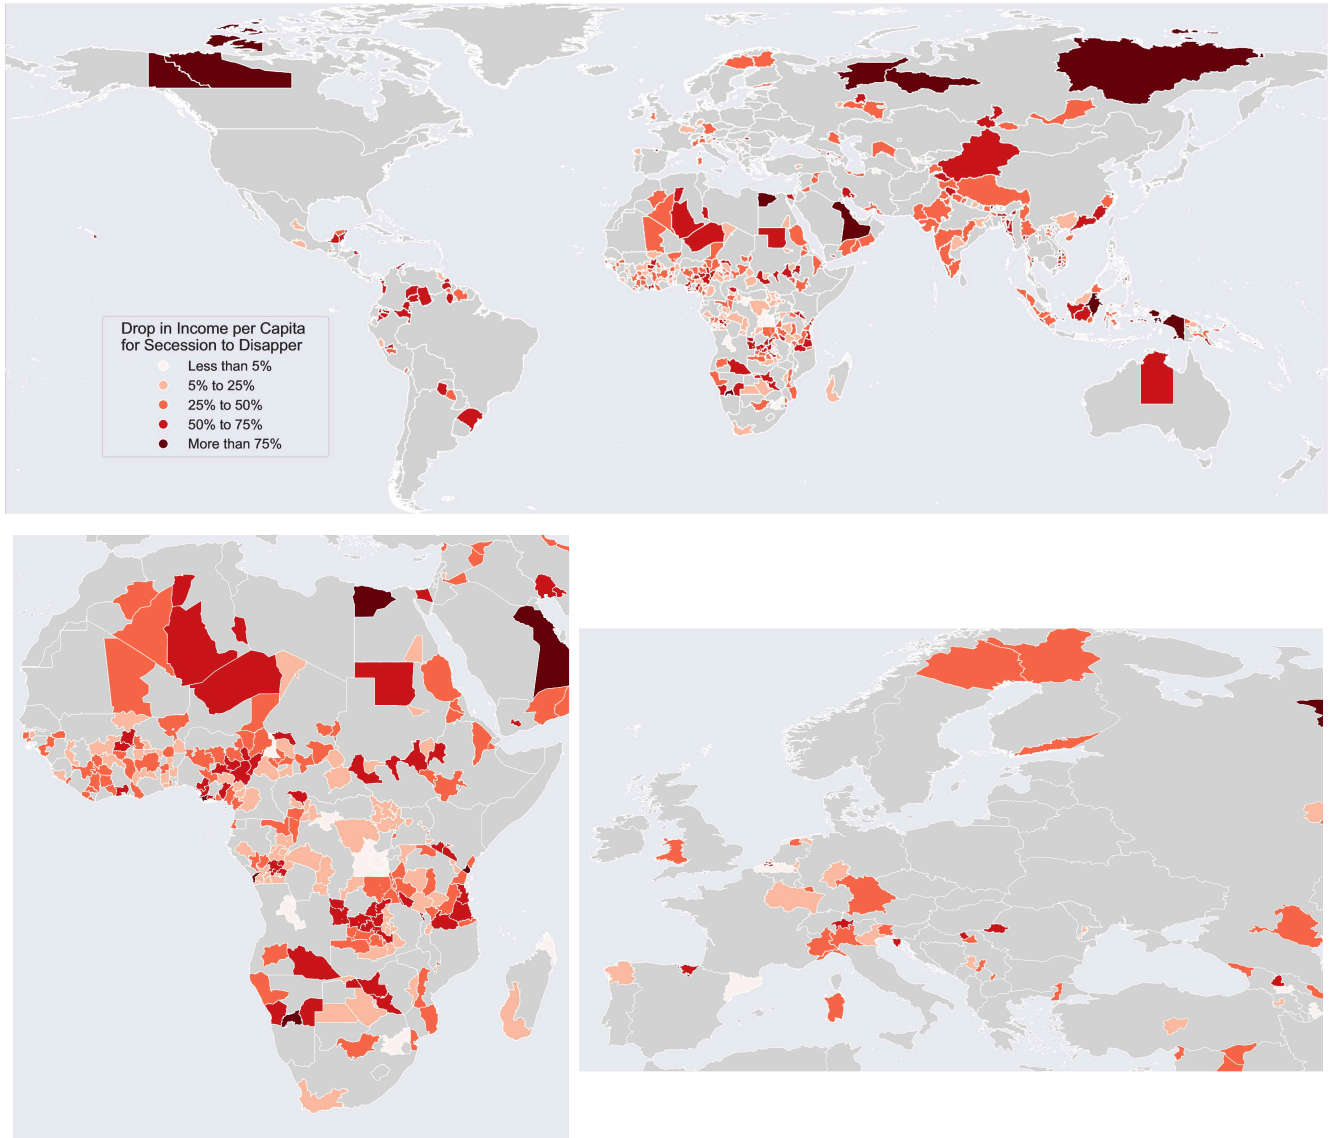 Drop in Income per Capita
for Secession to Disapper
Less than 5%
5% to 25%
25% to 50%
50% to 75%
More than 75%